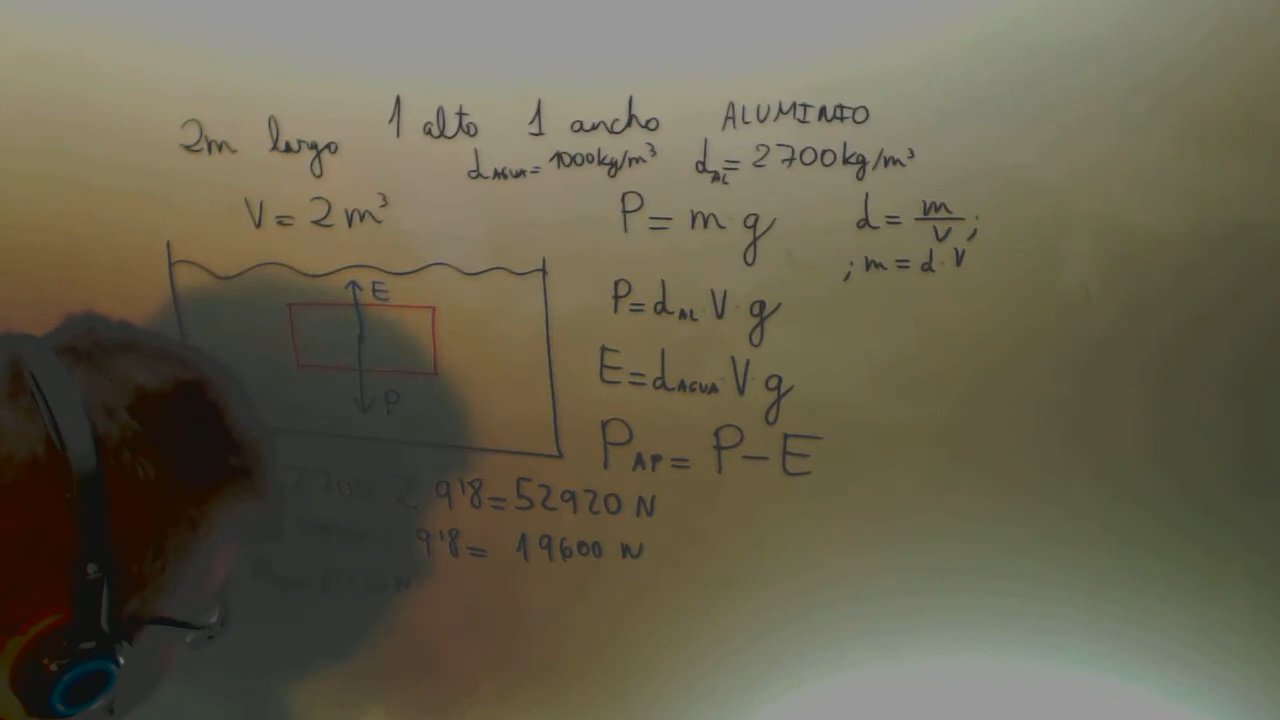 2m largo 1 alto 1 ancho ALUMINIO
dAGUA = 1000kg/m³ dAL = 2700kg/m³
V = 2m³
P = m g d = m/V ;
; m = d · V
E
P = dAL V · g
P
E = dAGUA V g
PAP = P - E
2 9'8 = 52920 N
9'8 = 19600 N